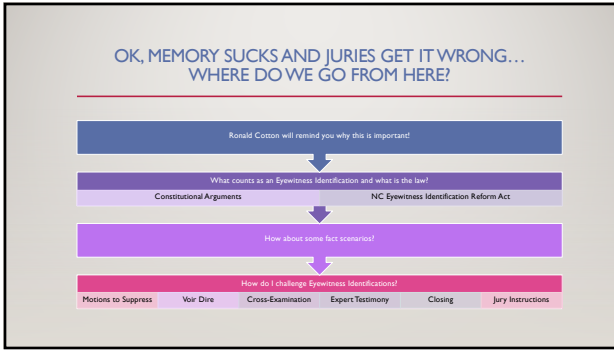 OK, MEMORY SUCKS AND JURIES GET IT WRONG…
WHERE DO WE GO FROM HERE?
Ronald Cotton will remind you why this is important!
What counts as an Eyewitness Identification and what is the law?
Constitutional Arguments
NC Eyewitness Identification Reform Act
How about some fact scenarios?
How do I challenge Eyewitness Identifications?
Motions to Suppress
Voir Dire
Cross-Examination
Expert Testimony
Closing
Jury Instructions